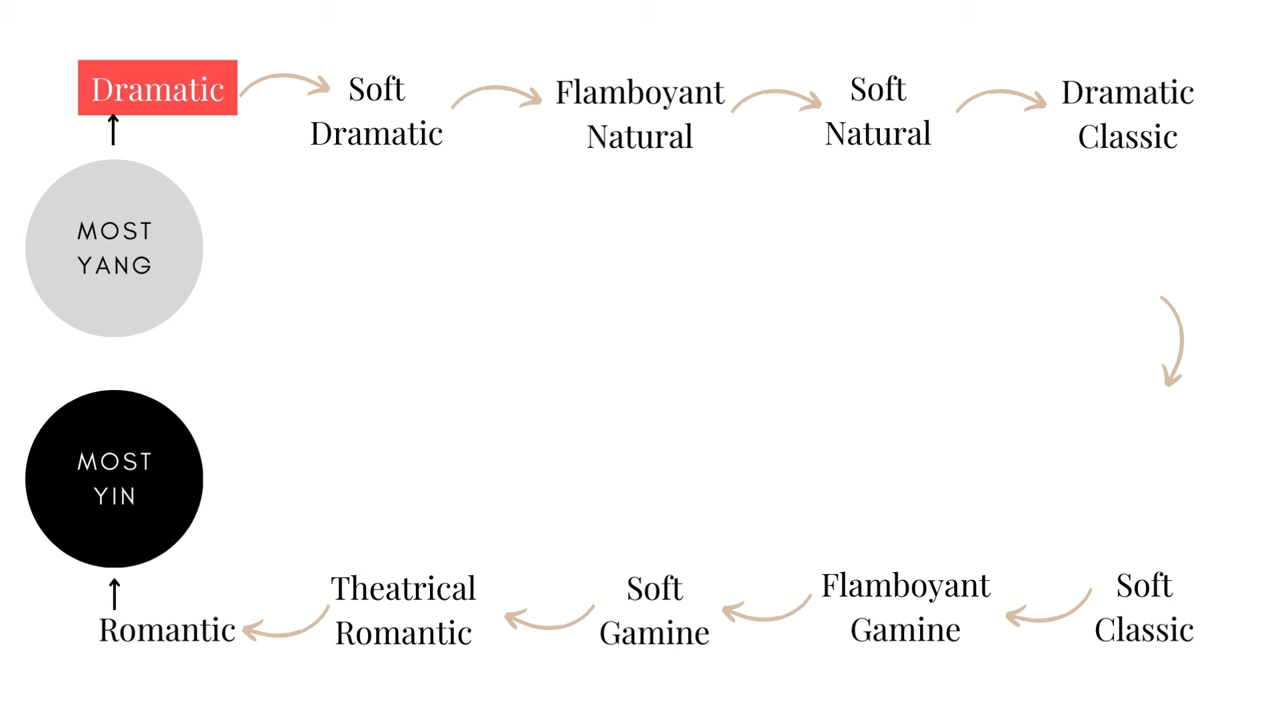 Dramatic
Soft
Dramatic
Flamboyant
Natural
Soft
Natural
Dramatic
Classic
MOST
YANG
MOST
YIN
Romantic
Theatrical
Romantic
Soft
Gamine
Flamboyant
Gamine
Soft
Classic